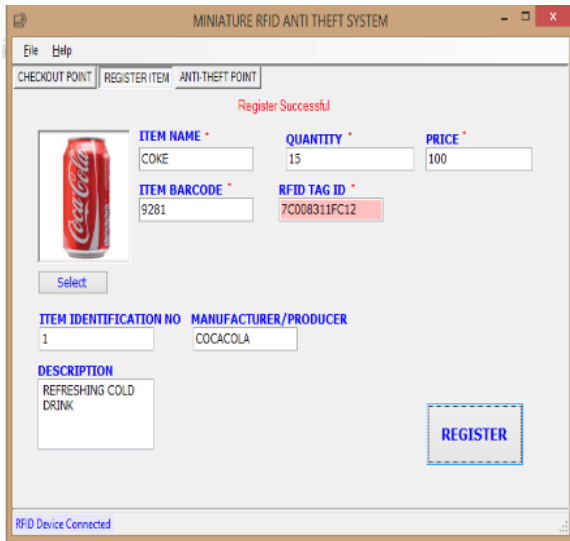 MINIATURE RFID ANTI THEFT SYSTEM
File Help
CHECKOUT POINT REGISTER ITEM ANTI-THEFT POINT
Register Successful
ITEM NAME * QUANTITY * PRICE *
COKE 15 100
ITEM BARCODE * RFID TAG ID *
9281 7C008311FC12
Coca-Cola
Select
ITEM IDENTIFICATION NO MANUFACTURER/PRODUCER
1 COCACOLA
DESCRIPTION
REFRESHING COLD
DRINK
REGISTER
RFID Device Connected